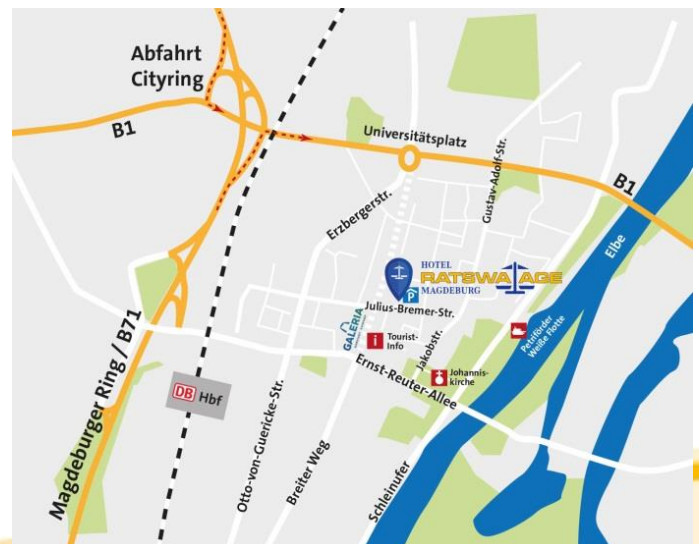 Abfahrt
Cityring
B1
Universitätsplatz
Gustav-Adolf-Str.
B1
Erzbergerstr.
Elbe
HOTEL
RATSWAAGE
MAGDEBURG
P
Julius-Bremer-Str.
GALERIA
i
Tourist-
Info
Jakobstr.
Petriförder
Weiße Flotte
Johannis-
kirche
Ernst-Reuter-Allee
Magdeburger Ring / B71
DB Hbf
Otto-von-Guericke-Str.
Breiter Weg
Schleinufer